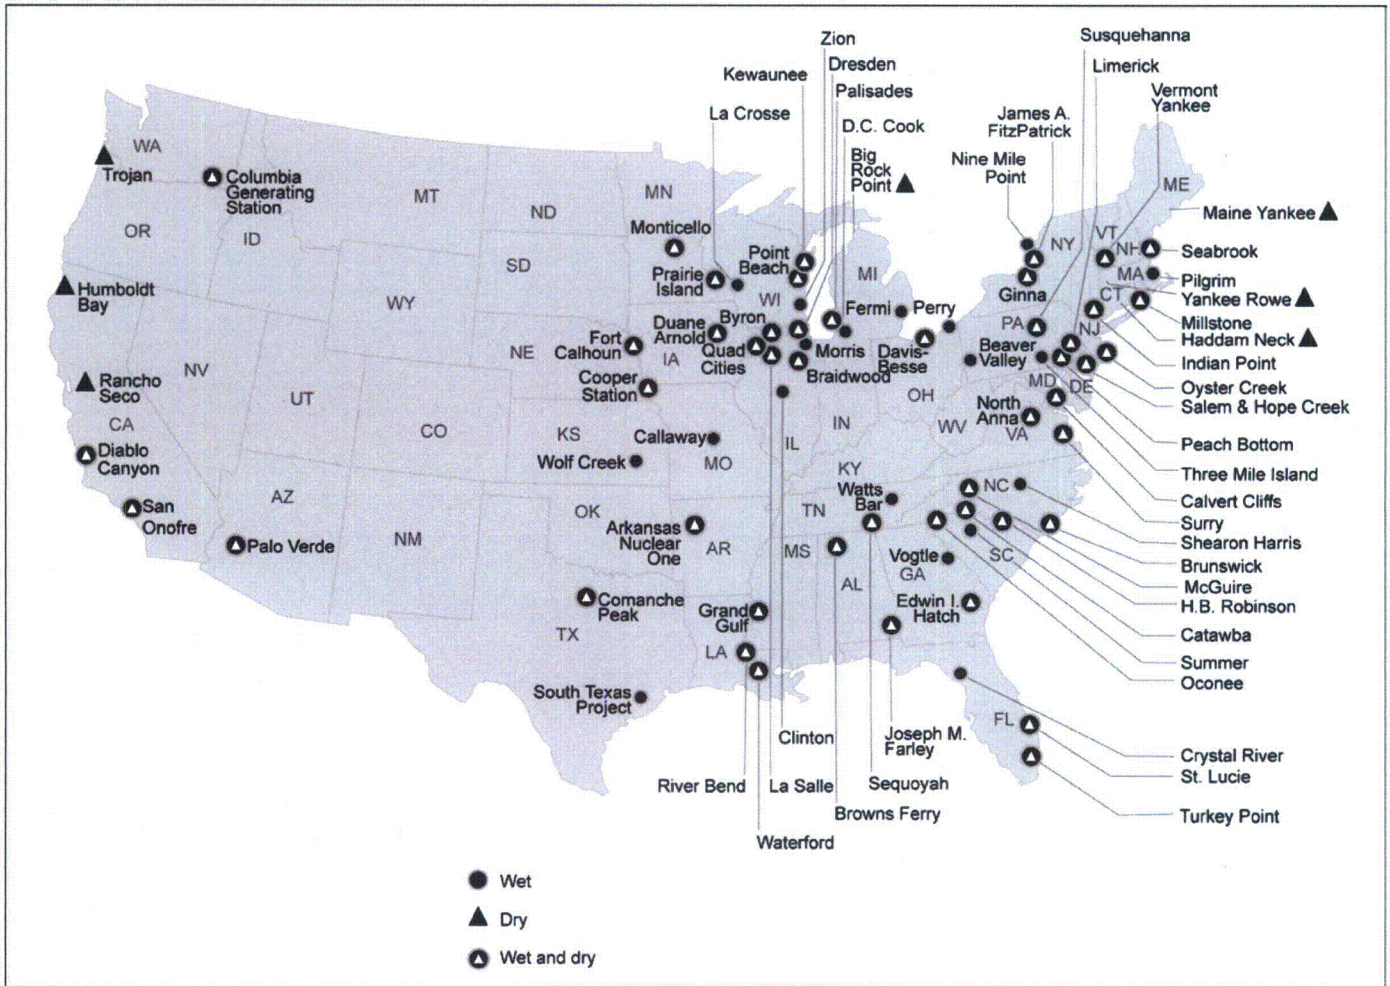 Zion
Susquehanna
Dresden
Limerick
Kewaunee
Palisades
Vermont
Yankee
La Crosse
James A.
FitzPatrick
D.C. Cook
Big
Rock
Point
Nine Mile
Point
WA
Trojan
Columbia
Generating
Station
MT
ND
MN
ME
Maine Yankee
OR
ID
Monticello
Point
Beach
MI
NY
VT
NH
Seabrook
SD
Prairie
Island
WI
Ginna
MA
Pilgrim
Humboldt
Bay
WY
Fermi
Perry
CT
Yankee Rowe
Duane
Arnold
Byron
PA
NJ
Millstone
Haddam Neck
Fort
Calhoun
NE
IA
Quad
Cities
Morris
Davis-
Besse
Beaver
Valley
Indian Point
Braidwood
NV
Rancho
Seco
Cooper
Station
OH
MD
DE
Oyster Creek
Salem & Hope Creek
UT
CA
CO
KS
Callaway
IL
IN
WV
North
Anna
VA
Peach Bottom
Diablo
Canyon
Wolf Creek
MO
KY
Three Mile Island
AZ
Watts
Bar
NC
Calvert Cliffs
San
Onofre
OK
TN
Surry
Palo Verde
NM
Arkansas
Nuclear
One
AR
MS
Shearon Harris
Vogtle
SC
Brunswick
AL
GA
McGuire
Comanche
Peak
Grand
Gulf
Edwin I.
Hatch
H.B. Robinson
TX
LA
Catawba
Summer
Oconee
South Texas
Project
FL
Clinton
Joseph M.
Farley
Crystal River
River Bend
La Salle
Sequoyah
St. Lucie
Browns Ferry
Turkey Point
Waterford
Wet
Dry
Wet and dry